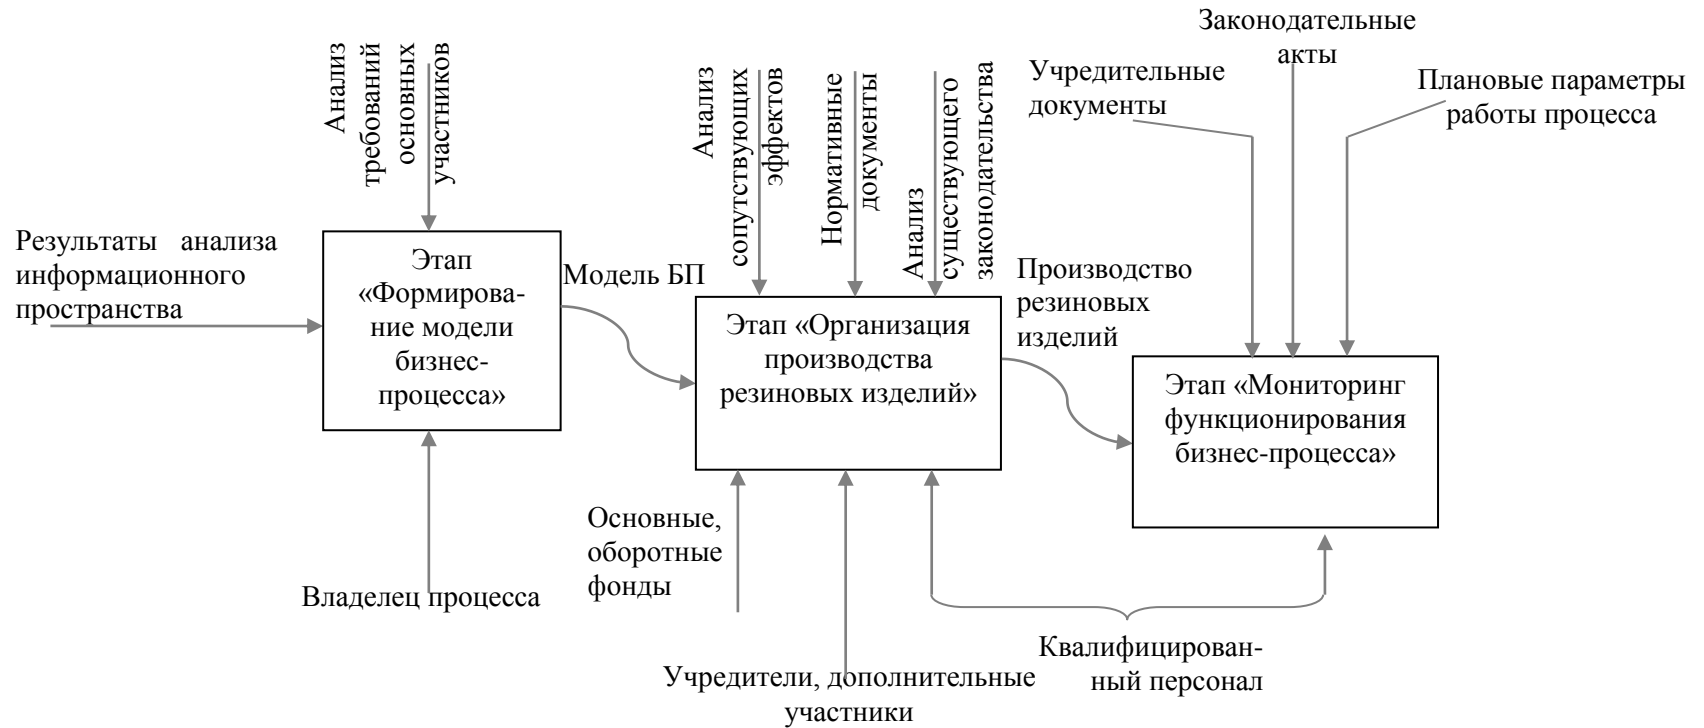 Анализ
требований
основных
участников
Анализ
сопутствующих
эффектов
Нормативные
документы
Анализ
существующего
законодательства
Законодательные
акты
Учредительные
документы
Плановые параметры
работы процесса
Результаты анализа
информационного
пространства
Этап
«Формирова-
ние модели
бизнес-
процесса»
Модель БП
Этап «Организация
производства
резиновых изделий»
Производство
резиновых
изделий
Этап «Мониторинг
функционирования
бизнес-процесса»
Владелец процесса
Основные,
оборотные
фонды
Учредители, дополнительные
участники
Квалифицирован-
ный персонал